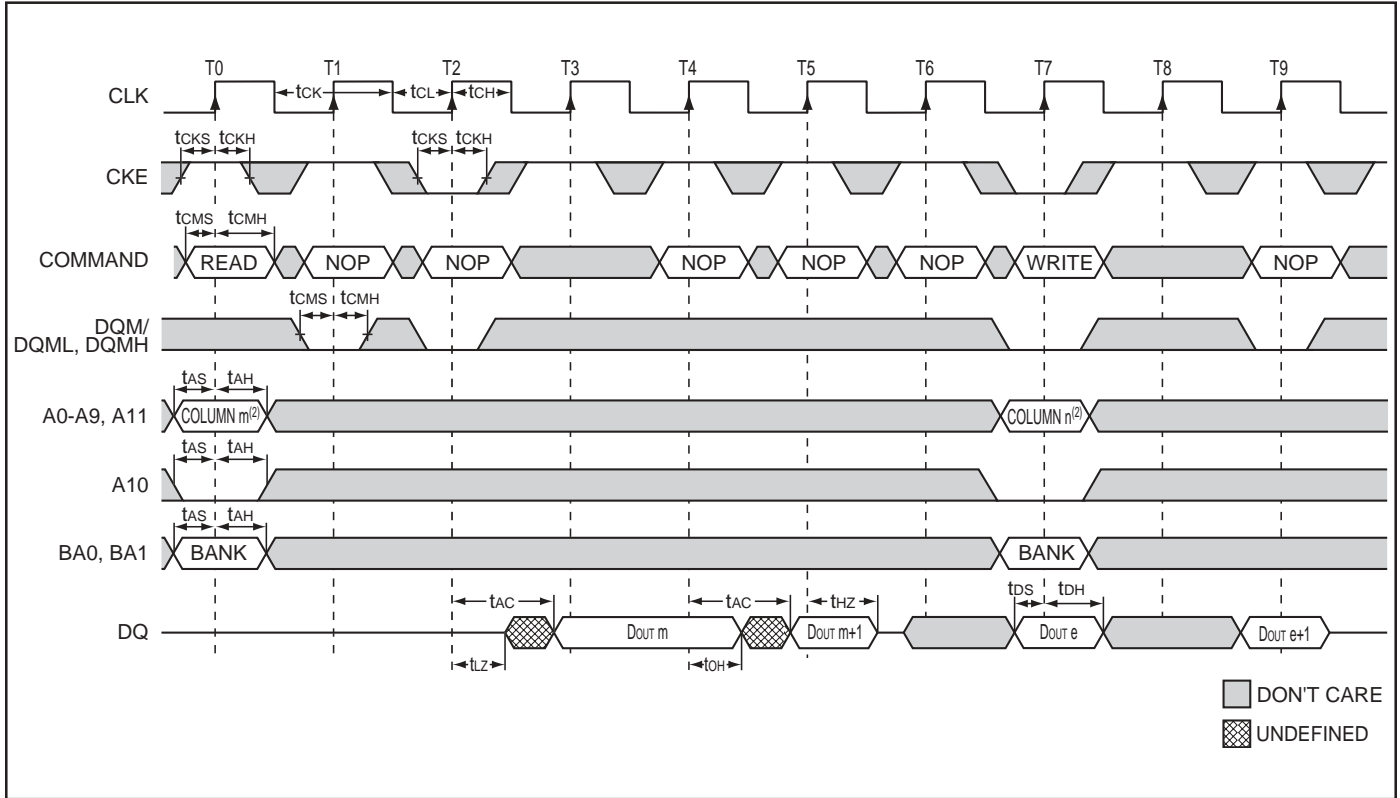 T0 T1 T2 T3 T4 T5 T6 T7 T8 T9
CLK tCK tCL tCH
tCKS tCKH tCKS tCKH
CKE
tCMS tCMH
COMMAND READ NOP NOP NOP NOP NOP WRITE NOP
tCMS tCMH
DQM/
DQML, DQMH
tAS tAH
A0-A9, A11 COLUMN m(2) COLUMN n(2)
tAS tAH
A10
tAS tAH
BA0, BA1 BANK BANK
tAC tAC tHZ tDS tDH
DQ DOUT m DOUT m+1 DOUT e DOUT e+1
tLZ tOH
DON'T CARE
UNDEFINED